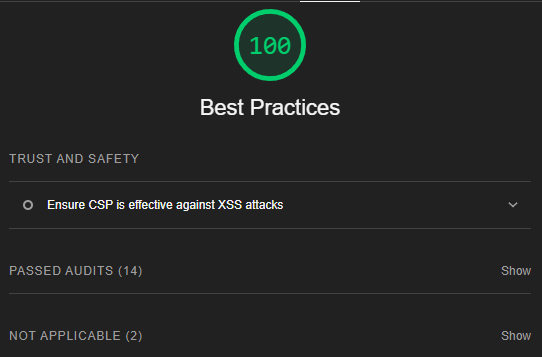 100
Best Practices
TRUST AND SAFETY
Ensure CSP is effective against XSS attacks
PASSED AUDITS (14) Show
NOT APPLICABLE (2) Show